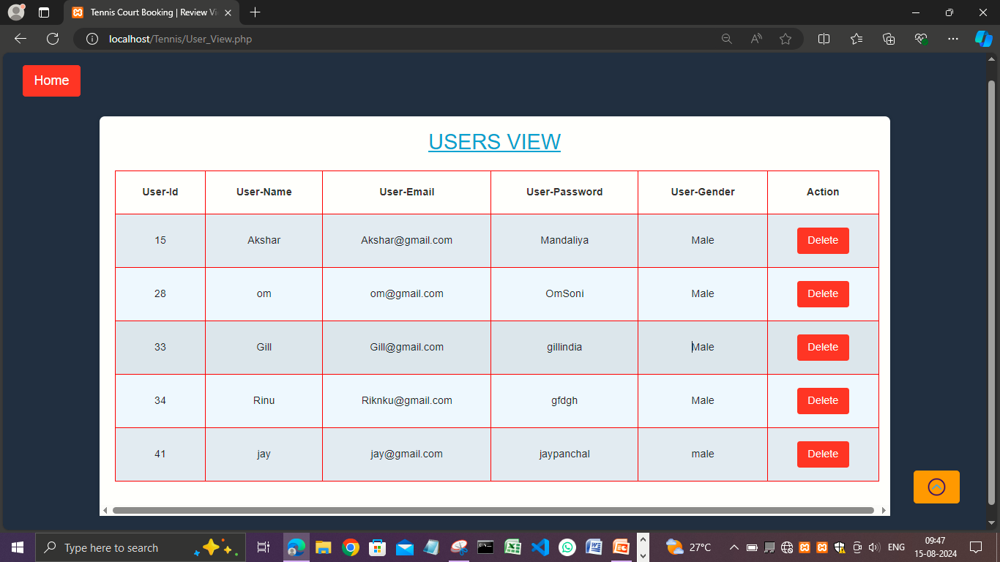 Tennis Court Booking | Review Vi
localhost/Tennis/User_View.php
Home
USERS VIEW
User-Id User-Name User-Email User-Password User-Gender Action
15 Akshar Akshar@gmail.com Mandaliya Male Delete
28 om om@gmail.com OmSoni Male Delete
33 Gill Gill@gmail.com gillindia Male Delete
34 Rinu Riknku@gmail.com gfdgh Male Delete
41 jay jay@gmail.com jaypanchal male Delete
Type here to search
27°C
ENG
09:47
15-08-2024